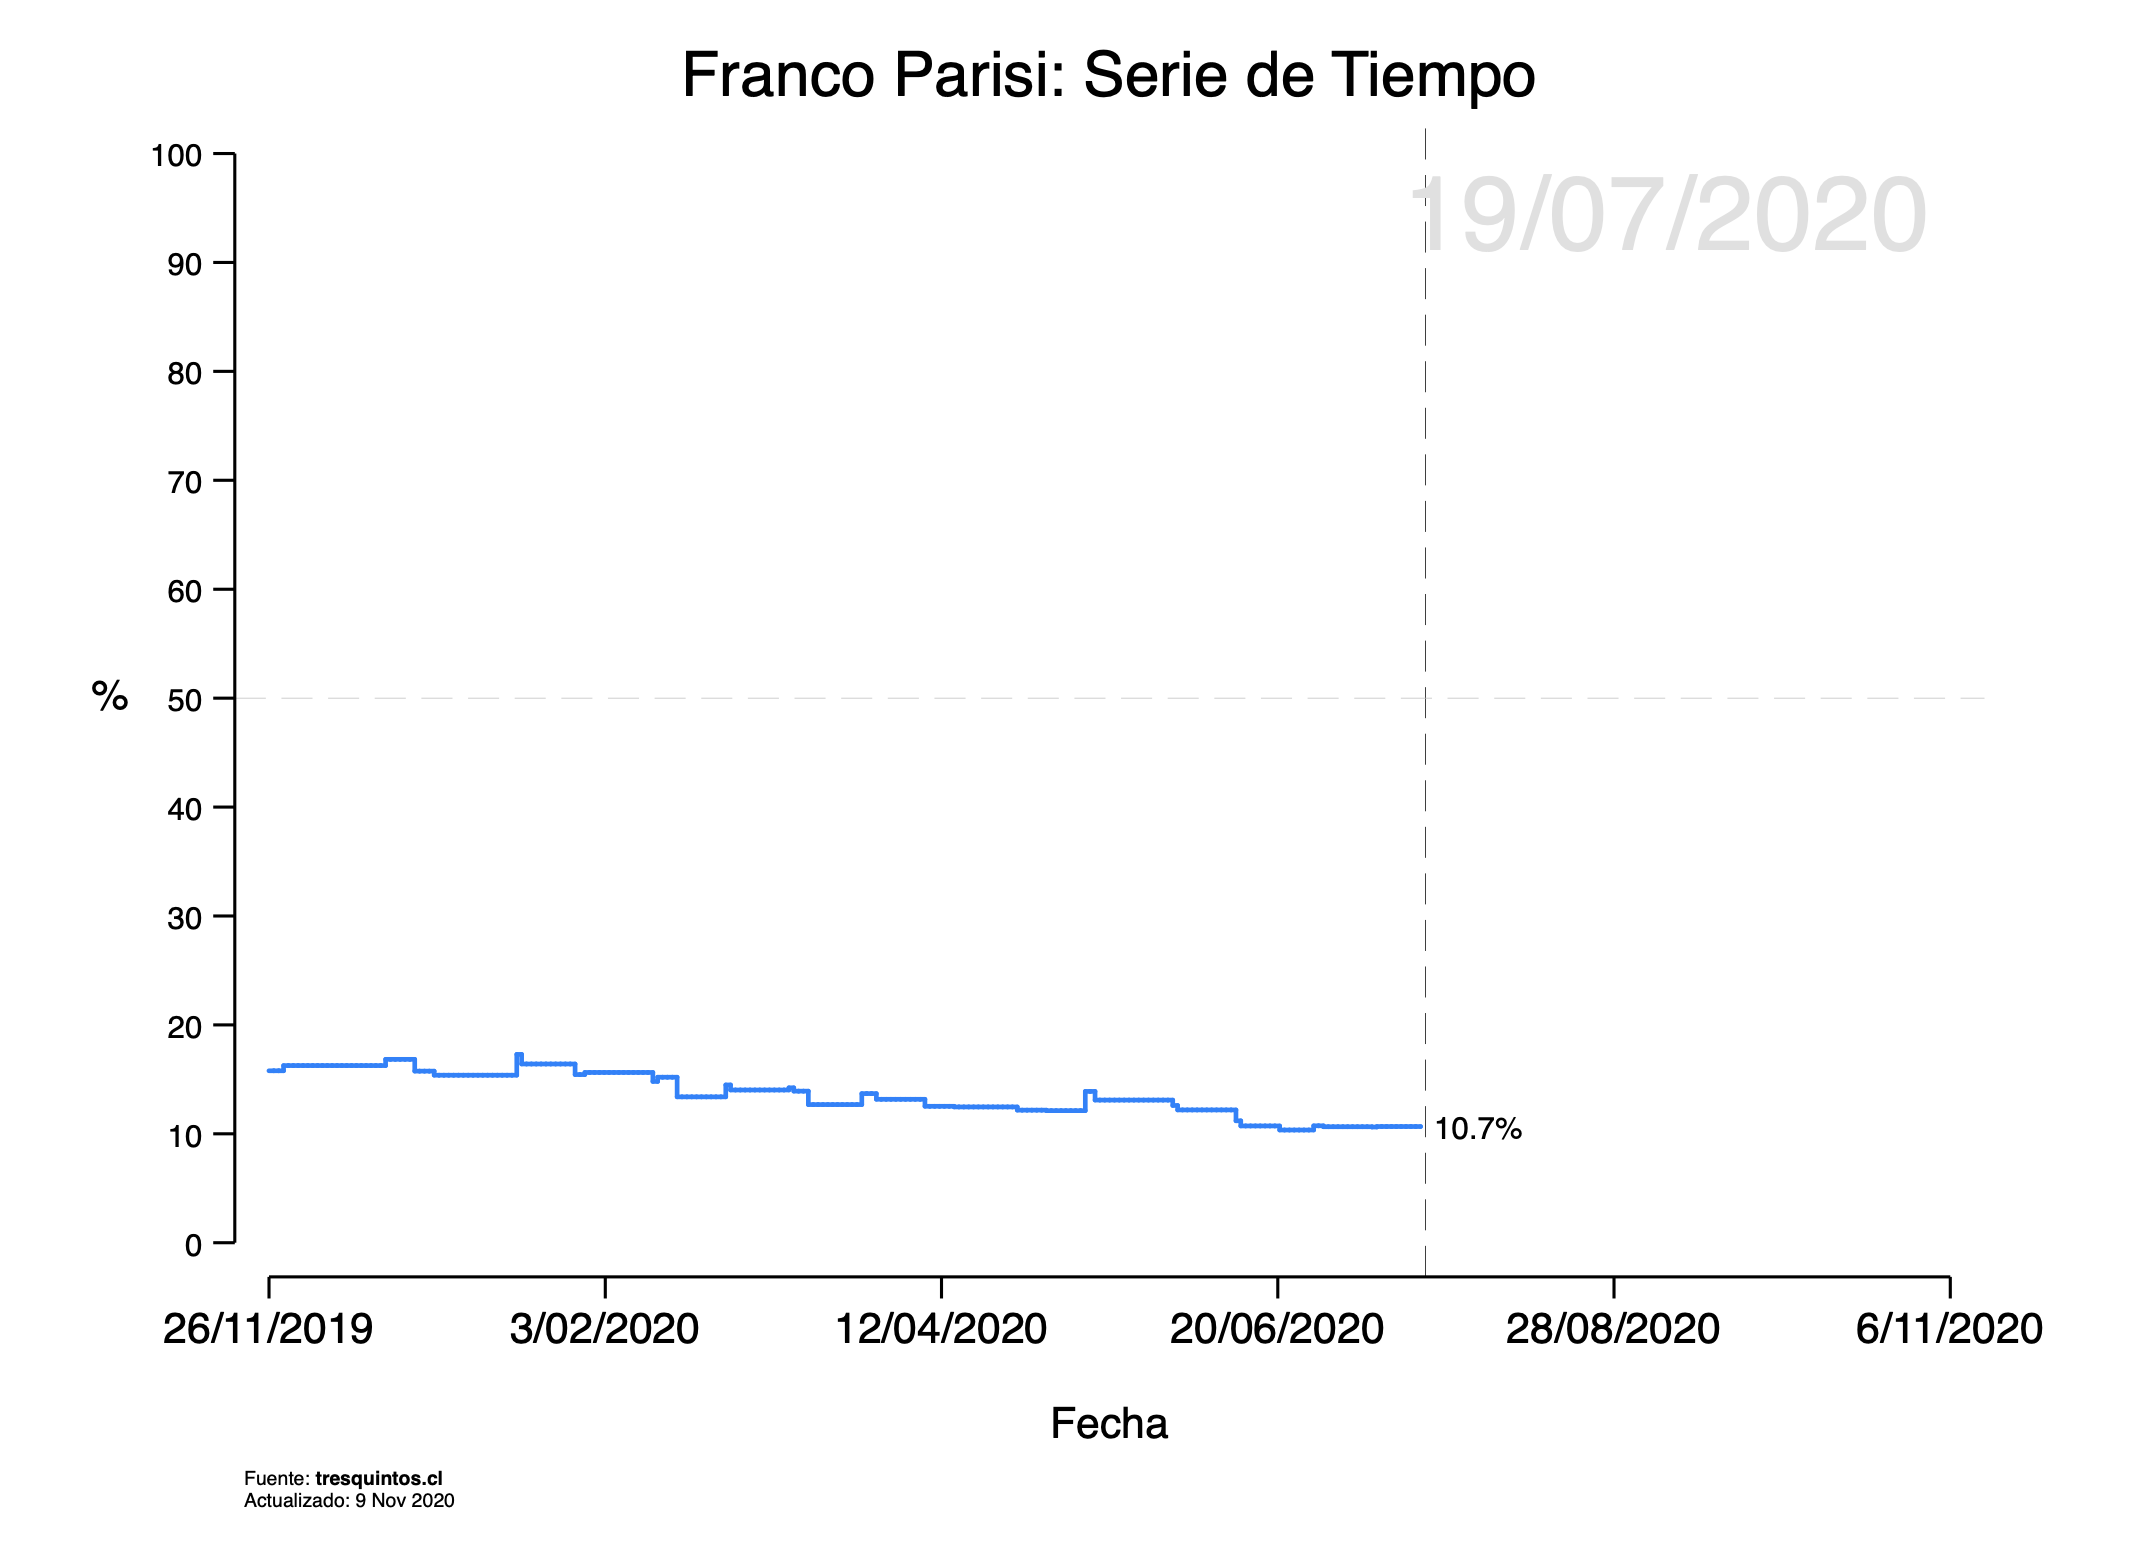 Franco Parisi: Serie de Tiempo
19/07/2020
100
90
80
70
60
50
40
30
20
10
0
%
10.7%
26/11/2019 3/02/2020 12/04/2020 20/06/2020 28/08/2020 6/11/2020
Fecha
Fuente: tresquintos.cl
Actualizado: 9 Nov 2020